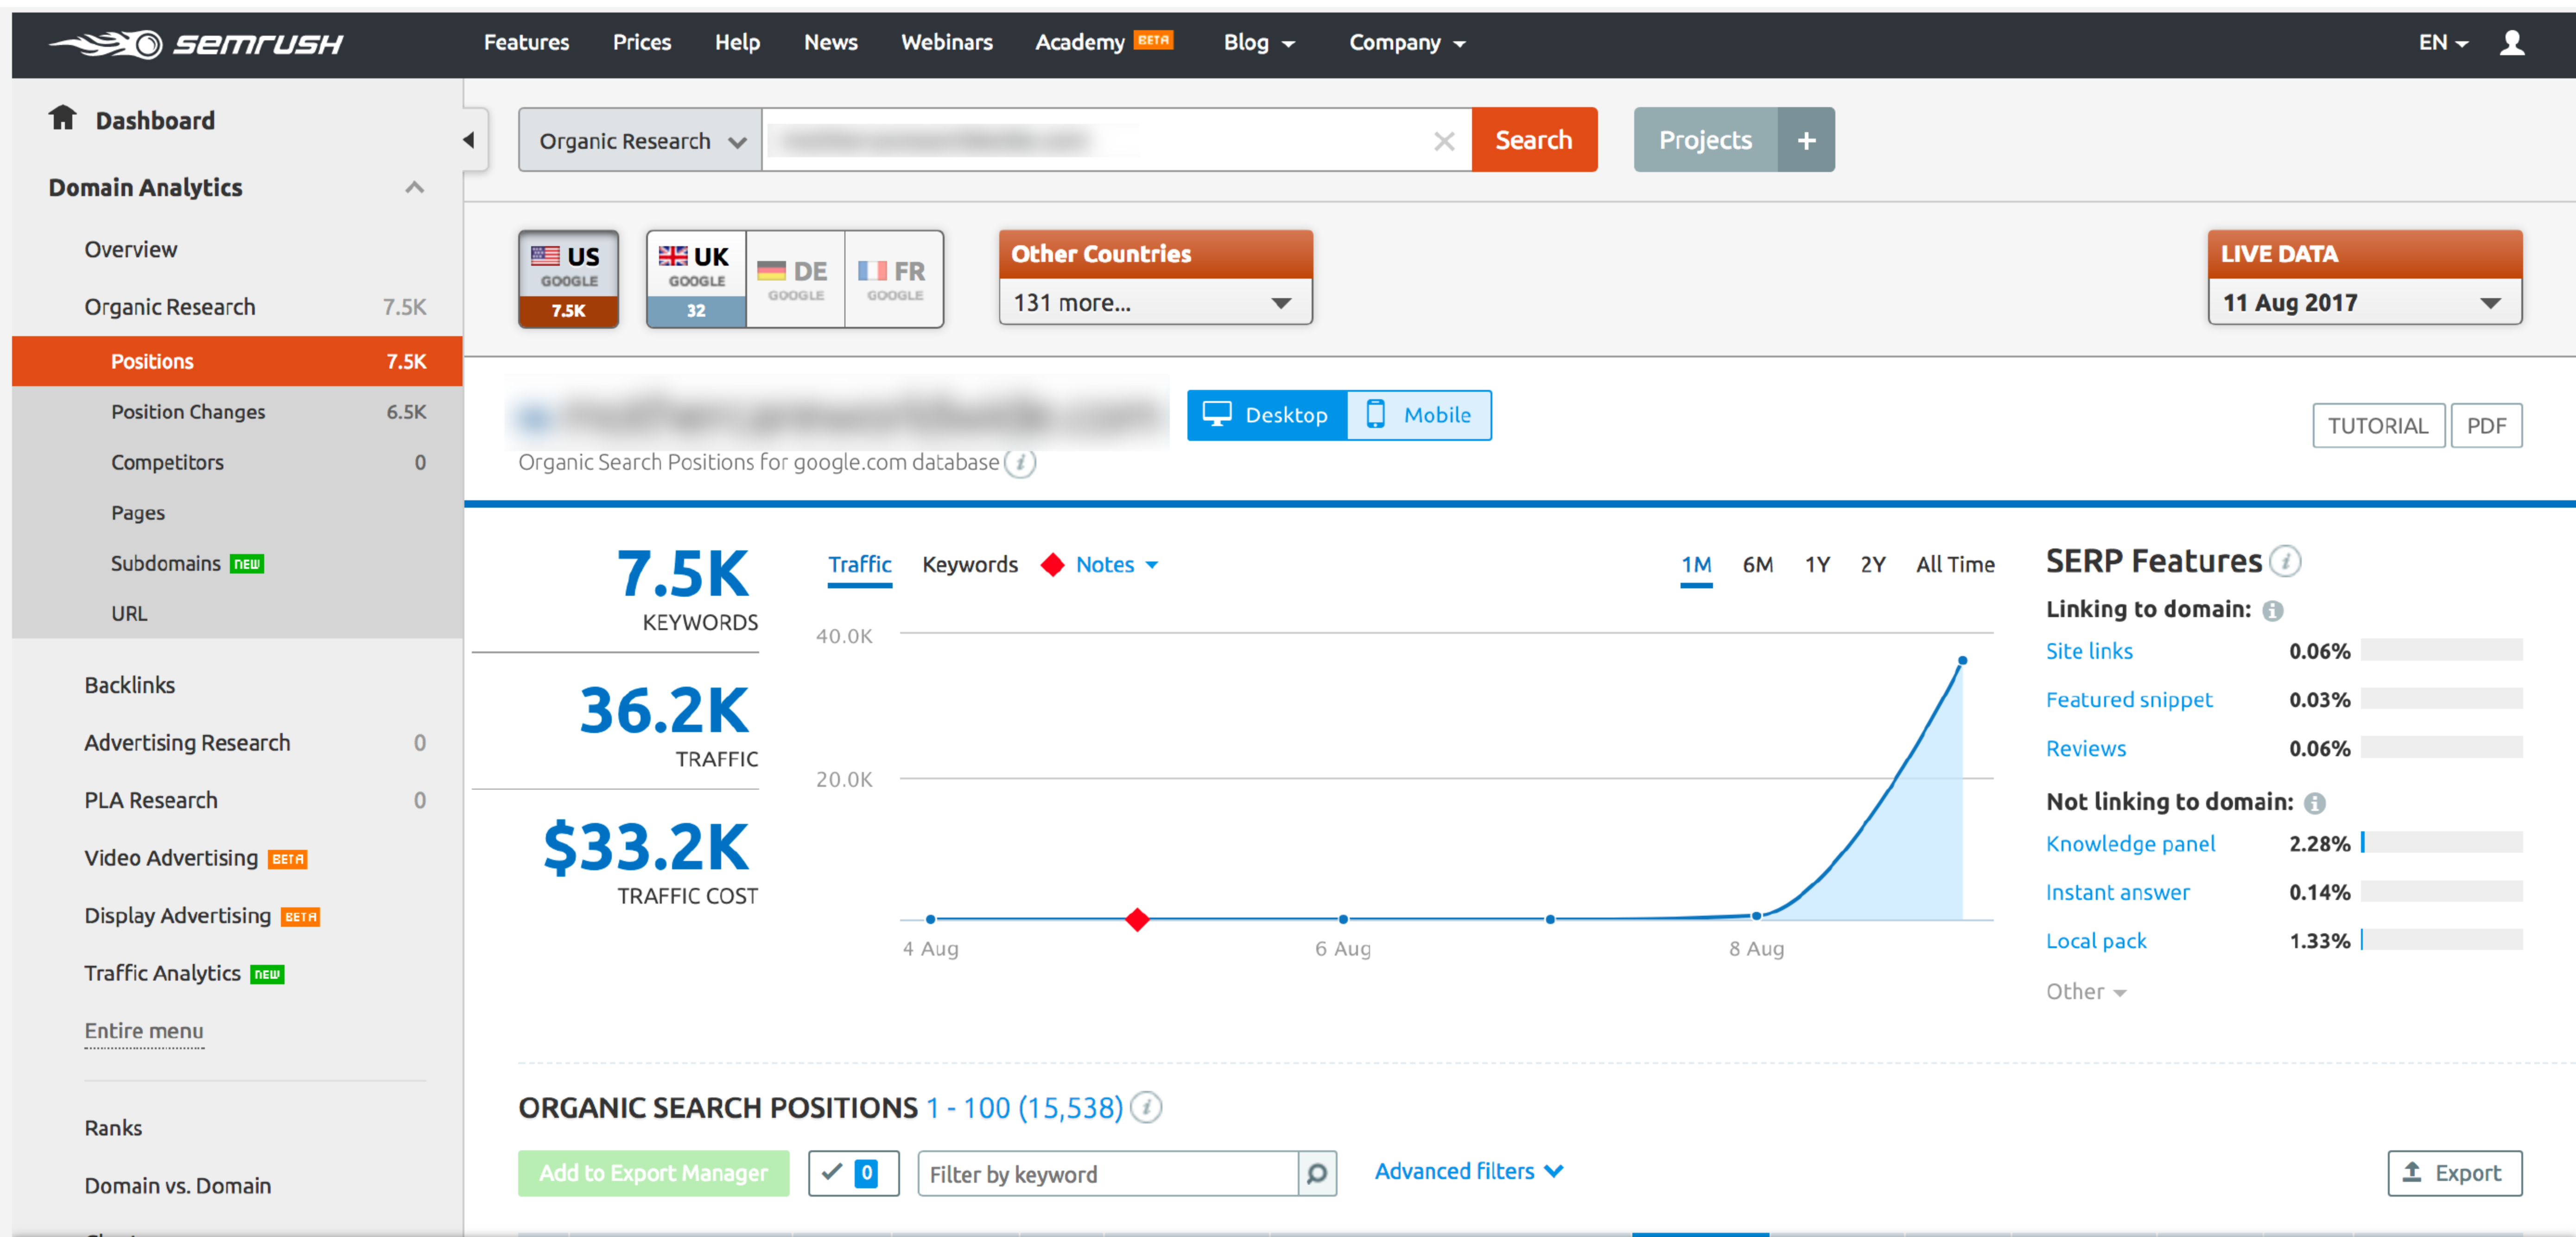 semrush
Features Prices Help News Webinars Academy BETA Blog Company EN
Dashboard
Domain Analytics
Overview
Organic Research 7.5K
Positions 7.5K
Position Changes 6.5K
Competitors 0
Pages
Subdomains new
URL
Backlinks
Advertising Research 0
PLA Research 0
Video Advertising BETA
Display Advertising BETA
Traffic Analytics new
Entire menu
Ranks
Domain vs. Domain
Organic Research Search Projects +
US GOOGLE 7.5K
UK GOOGLE 32
DE GOOGLE
FR GOOGLE
Other Countries
131 more...
LIVE DATA
11 Aug 2017
Desktop Mobile
TUTORIAL PDF
Organic Search Positions for google.com database i
7.5K
KEYWORDS
36.2K
TRAFFIC
$33.2K
TRAFFIC COST
Traffic Keywords Notes 1M 6M 1Y 2Y All Time
40.0K
20.0K
4 Aug 6 Aug 8 Aug
SERP Features i
Linking to domain: i
Site links 0.06%
Featured snippet 0.03%
Reviews 0.06%
Not linking to domain: i
Knowledge panel 2.28%
Instant answer 0.14%
Local pack 1.33%
Other
ORGANIC SEARCH POSITIONS 1 - 100 (15,538) i
Add to Export Manager 0 Filter by keyword Advanced filters Export